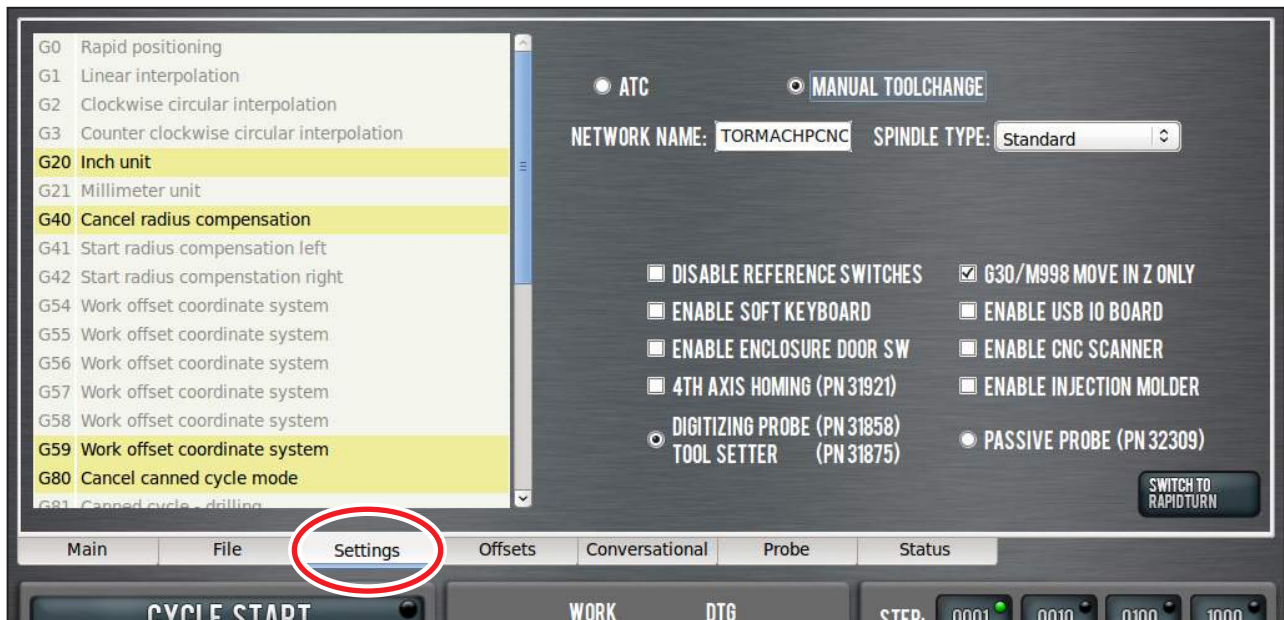 G0 Rapid positioning
G1 Linear interpolation
G2 Clockwise circular interpolation
G3 Counter clockwise circular interpolation
G20 Inch unit
G21 Millimeter unit
G40 Cancel radius compensation
G41 Start radius compensation left
G42 Start radius compenstation right
G54 Work offset coordinate system
G55 Work offset coordinate system
G56 Work offset coordinate system
G57 Work offset coordinate system
G58 Work offset coordinate system
G59 Work offset coordinate system
G80 Cancel canned cycle mode
G81 Canned cycle - drilling
ATC MANUAL TOOLCHANGE
NETWORK NAME: TORMACHPCNC SPINDLE TYPE: Standard
DISABLE REFERENCE SWITCHES G30/M998 MOVE IN Z ONLY
ENABLE SOFT KEYBOARD ENABLE USB IO BOARD
ENABLE ENCLOSURE DOOR SW ENABLE CNC SCANNER
4TH AXIS HOMING (PN 31921) ENABLE INJECTION MOLDER
DIGITIZING PROBE (PN 31858)
TOOL SETTER (PN 31875)
PASSIVE PROBE (PN 32309)
SWITCH TO
RAPIDTURN
Main File Settings Offsets Conversational Probe Status
CYCLE START WORK DTG STEP: .0001 .0010 .0100 .1000